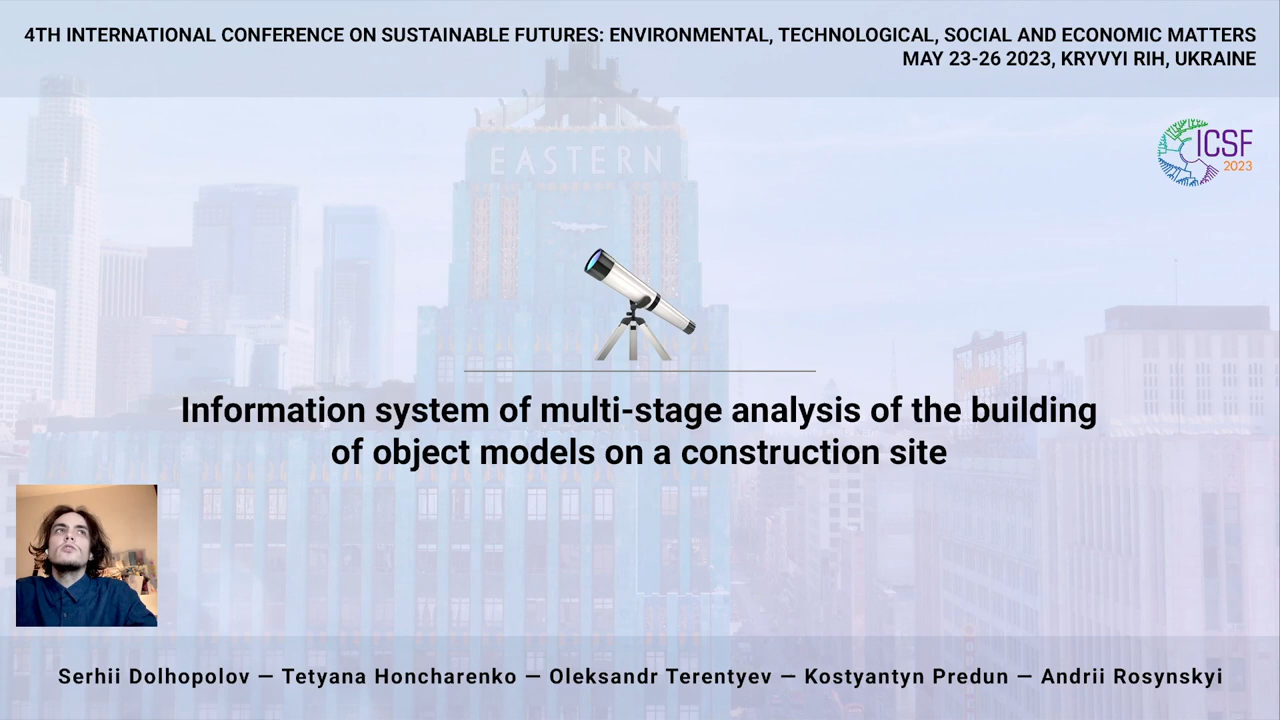 4TH INTERNATIONAL CONFERENCE ON SUSTAINABLE FUTURES: ENVIRONMENTAL, TECHNOLOGICAL, SOCIAL AND ECONOMIC MATTERS
MAY 23-26 2023, KRYVYI RIH, UKRAINE
EASTERN
ICSF
2023
Information system of multi-stage analysis of the building
of object models on a construction site
Serhii Dolhopolov — Tetyana Honcharenko — Oleksandr Terentyev — Kostyantyn Predun — Andrii Rosynskyi